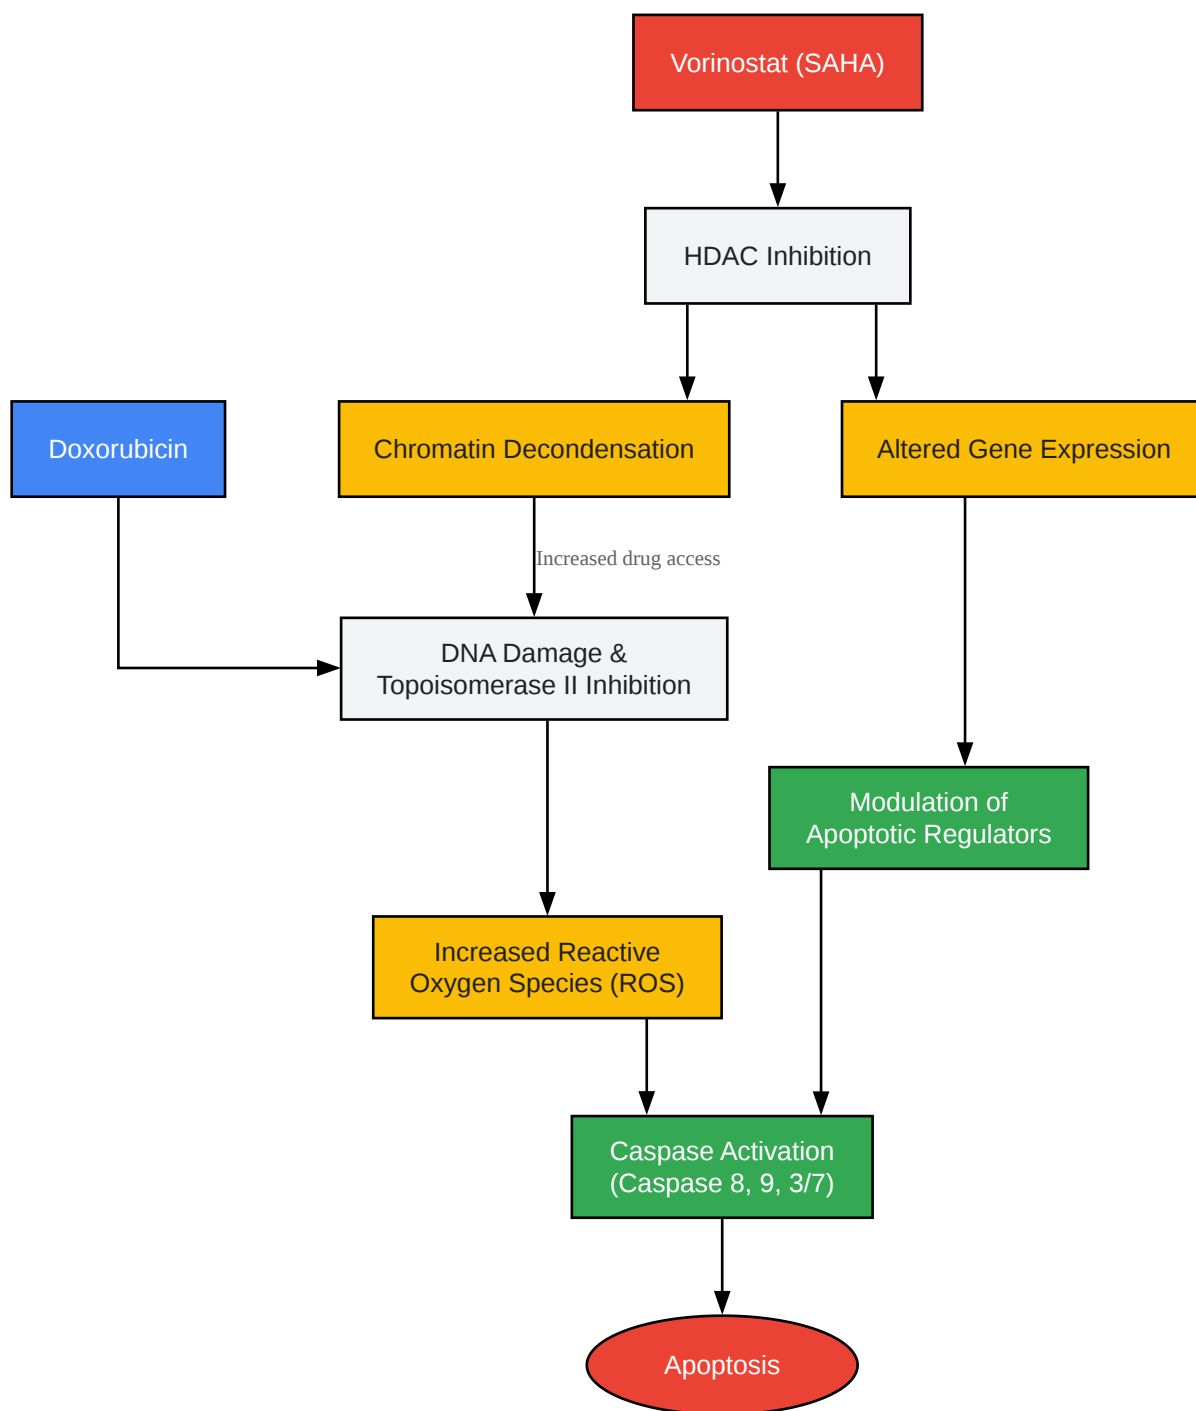 Vorinostat (SAHA)
HDAC Inhibition
Doxorubicin
Chromatin Decondensation
Altered Gene Expression
Increased drug access
DNA Damage &
Topoisomerase II Inhibition
Modulation of
Apoptotic Regulators
Increased Reactive
Oxygen Species (ROS)
Caspase Activation
(Caspase 8, 9, 3/7)
Apoptosis